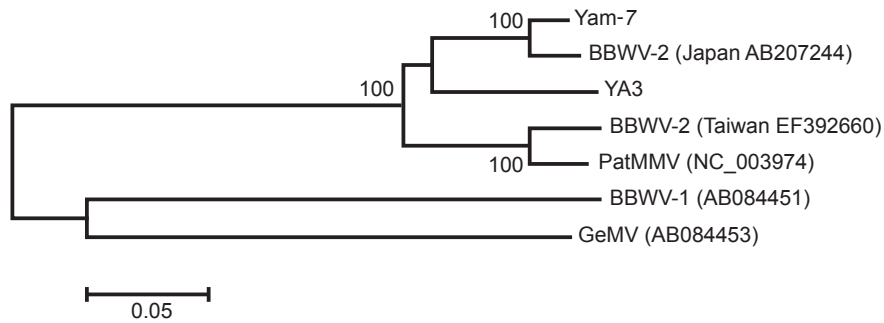 100
Yam-7
BBWV-2 (Japan AB207244)
100
YA3
BBWV-2 (Taiwan EF392660)
100
PatMMV (NC_003974)
BBWV-1 (AB084451)
GeMV (AB084453)
0.05